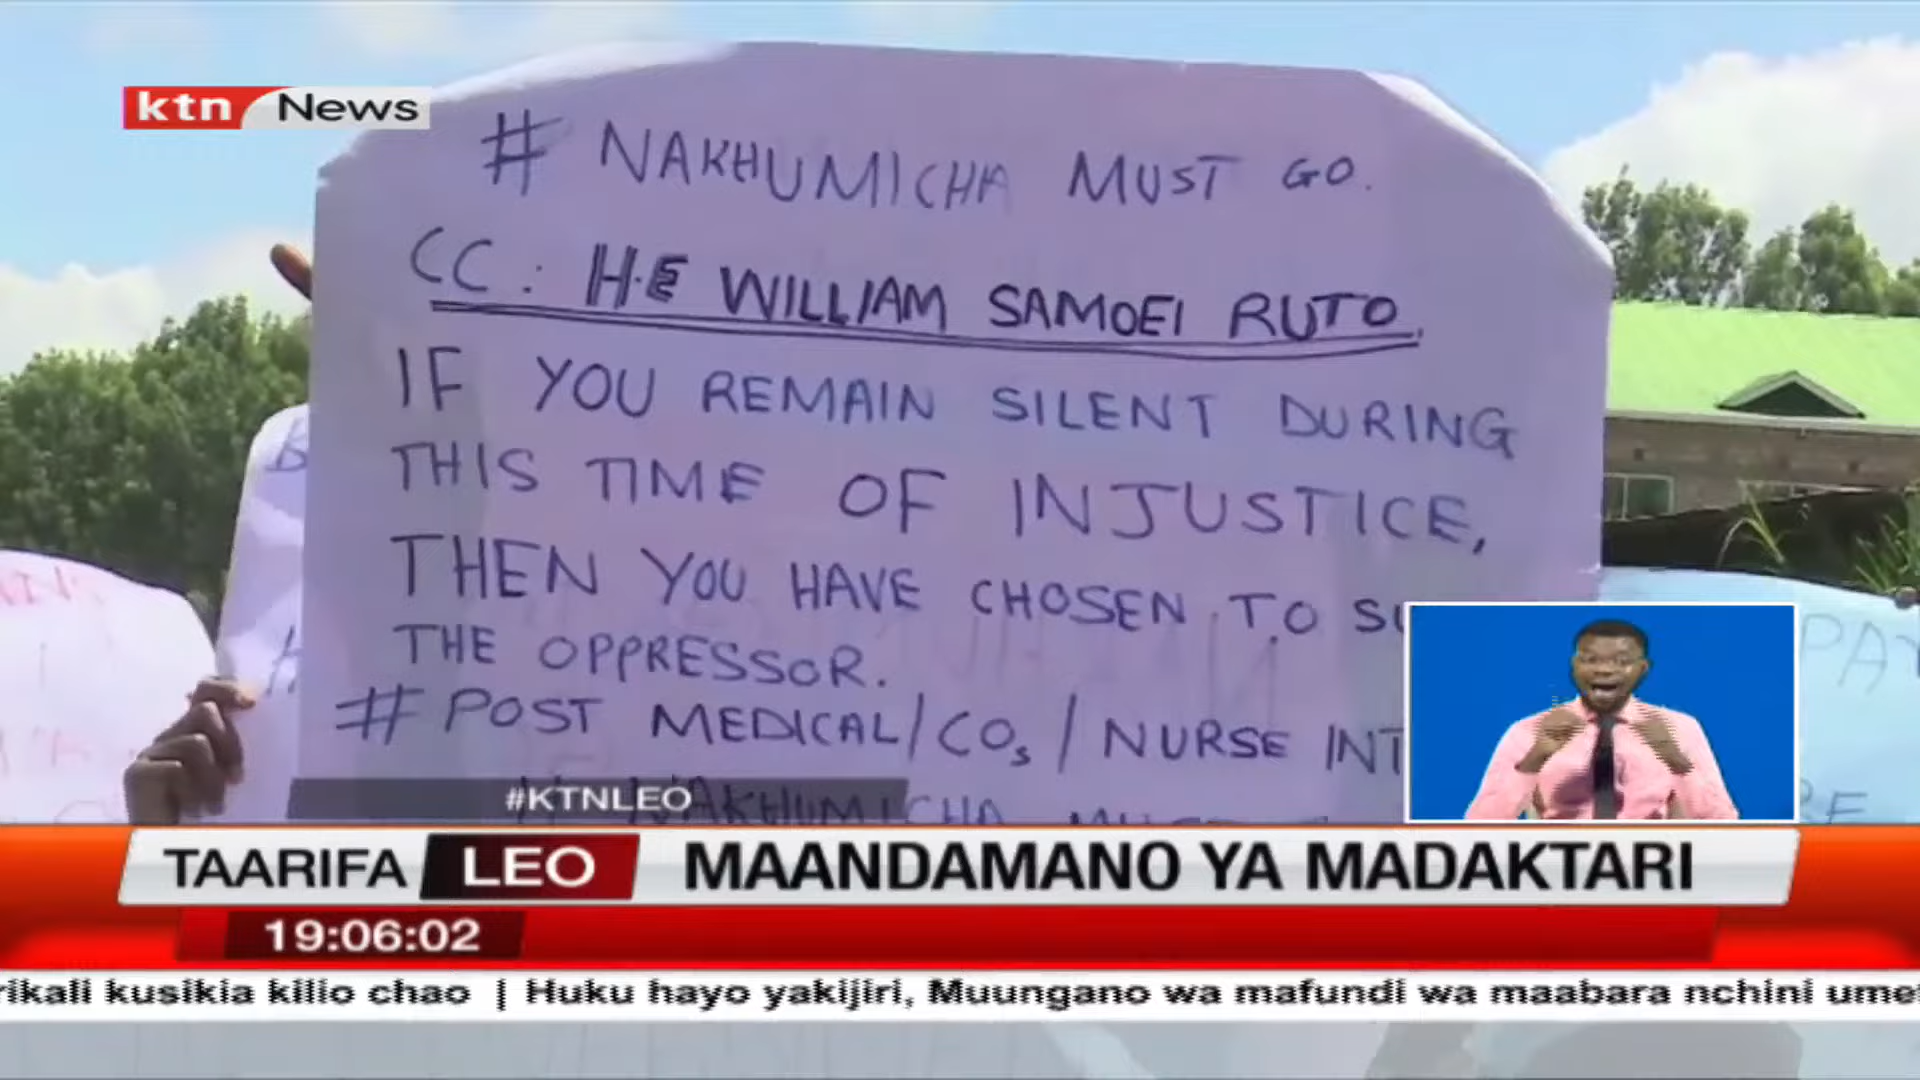 ktn News
# NAKHUMICHA MUST GO.
CC: H.E WILLIAM SAMOEI RUTO.
IF YOU REMAIN SILENT DURING
THIS TIME OF INJUSTICE,
THEN YOU HAVE CHOSEN TO
THE OPPRESSOR.
# POST MEDICAL/COs/NURSE
NAKHUMICHA
PAY
#KTNLEO
TAARIFA LEO MAANDAMANO YA MADAKTARI
19:06:02
kusikia kilio chao | Huku hayo yakijiri, Muungano wa mafundi wa maabara nchini